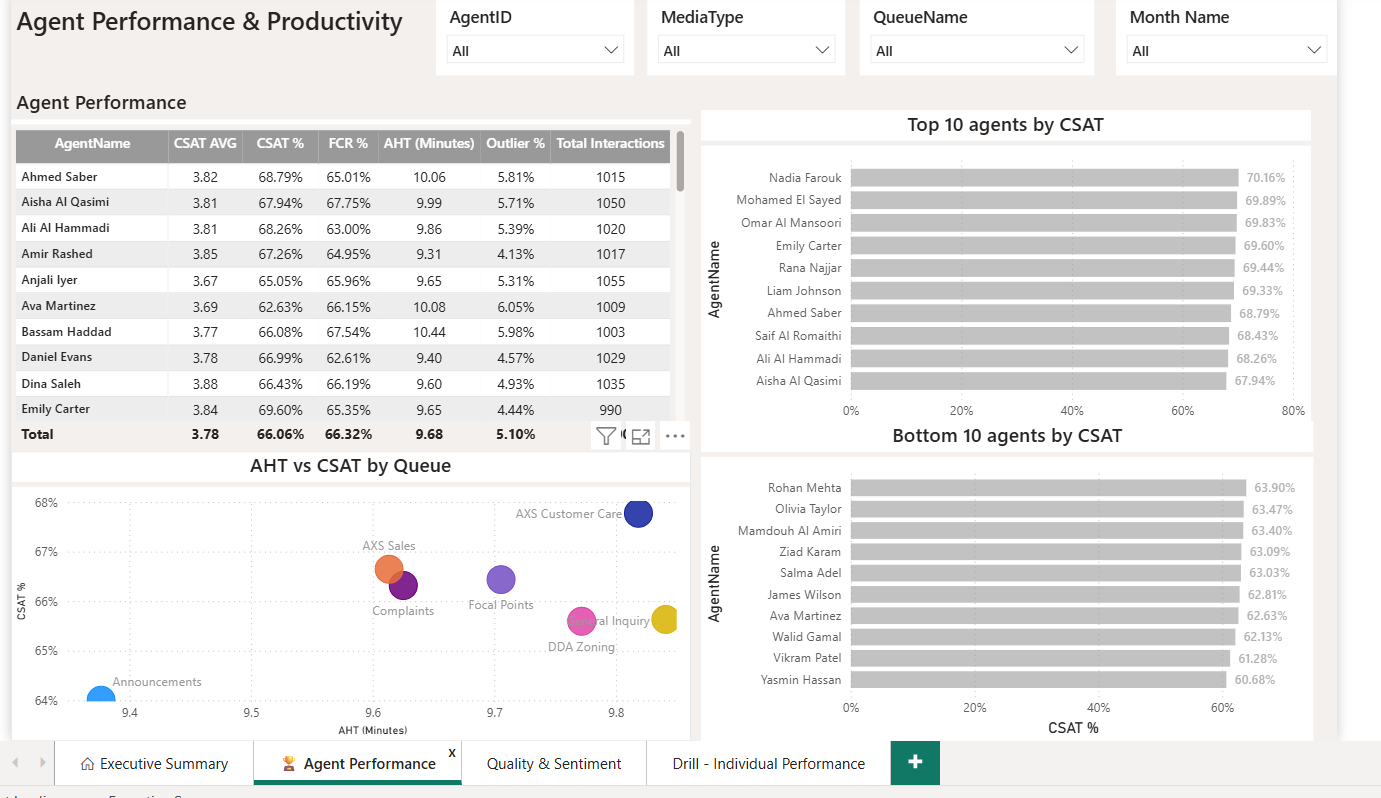 Agent Performance & Productivity
AgentID
All
MediaType
All
QueueName
All
Month Name
All
Agent Performance
AgentName CSAT AVG CSAT % FCR % AHT (Minutes) Outlier % Total Interactions
Ahmed Saber 3.82 68.79% 65.01% 10.06 5.81% 1015
Aisha Al Qasimi 3.81 67.94% 67.75% 9.99 5.71% 1050
Ali Al Hammadi 3.81 68.26% 63.00% 9.86 5.39% 1020
Amir Rashed 3.85 67.26% 64.95% 9.31 4.13% 1017
Anjali Iyer 3.67 65.05% 65.96% 9.65 5.31% 1055
Ava Martinez 3.69 62.63% 66.15% 10.08 6.05% 1009
Bassam Haddad 3.77 66.08% 67.54% 10.44 5.98% 1003
Daniel Evans 3.78 66.99% 62.61% 9.40 4.57% 1029
Dina Saleh 3.88 66.43% 66.19% 9.60 4.93% 1035
Emily Carter 3.84 69.60% 65.35% 9.65 4.44% 990
Total 3.78 66.06% 66.32% 9.68 5.10%
Top 10 agents by CSAT
AgentName
Nadia Farouk 70.16%
Mohamed El Sayed 69.89%
Omar Al Mansoori 69.83%
Emily Carter 69.60%
Rana Najjar 69.44%
Liam Johnson 69.33%
Ahmed Saber 68.79%
Saif Al Romaithi 68.43%
Ali Al Hammadi 68.26%
Aisha Al Qasimi 67.94%
0% 20% 40% 60% 80%
AHT vs CSAT by Queue
CSAT %
68%
67%
66%
65%
64%
AXS Customer Care
AXS Sales
Complaints
Focal Points
Inquiry
DDA Zoning
Announcements
9.4 9.5 9.6 9.7 9.8
AHT (Minutes)
Bottom 10 agents by CSAT
AgentName
Rohan Mehta 63.90%
Olivia Taylor 63.47%
Mamdouh Al Amiri 63.40%
Ziad Karam 63.09%
Salma Adel 63.03%
James Wilson 62.81%
Ava Martinez 62.63%
Walid Gamal 62.13%
Vikram Patel 61.28%
Yasmin Hassan 60.68%
0% 20% 40% 60%
CSAT %
Executive Summary
Agent Performance
x
Quality & Sentiment
Drill - Individual Performance
+